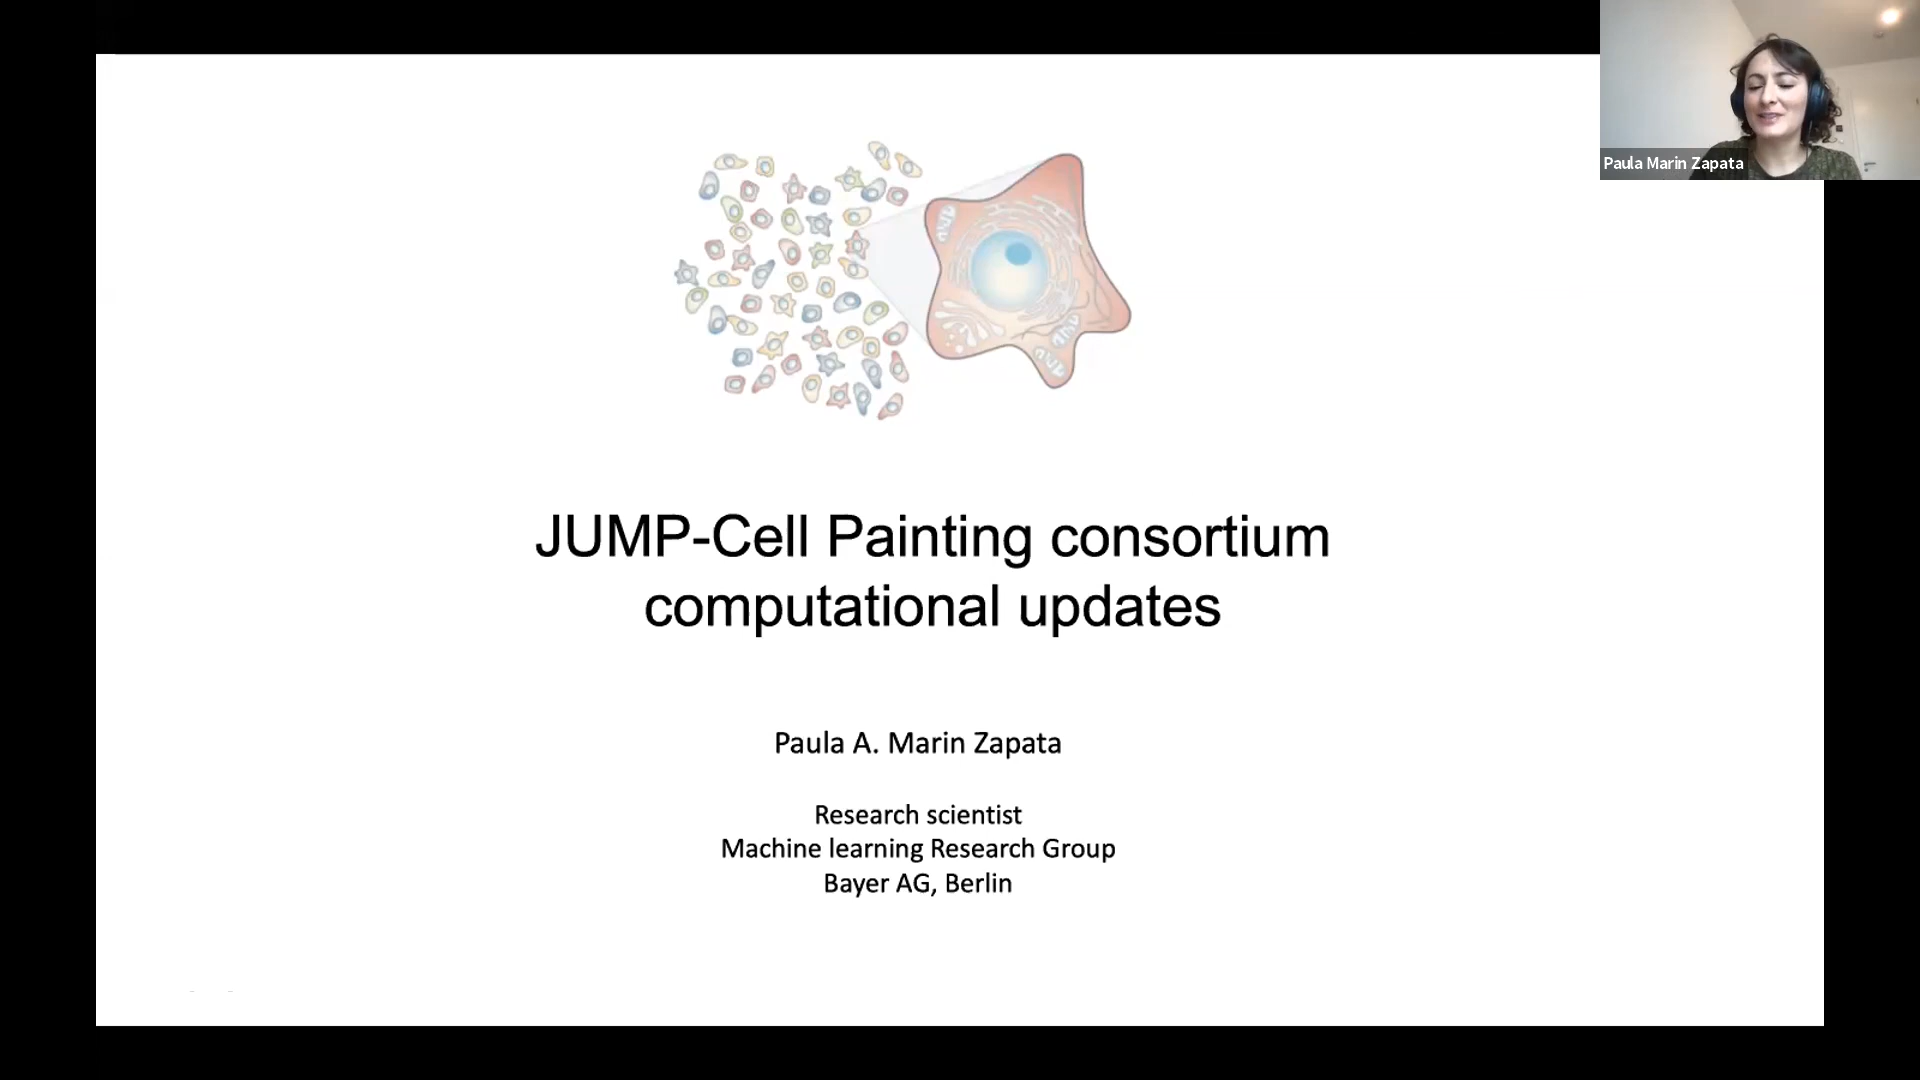 Paula Marin Zapata
JUMP-Cell Painting consortium
computational updates
Paula A. Marin Zapata
Research scientist
Machine learning Research Group
Bayer AG, Berlin